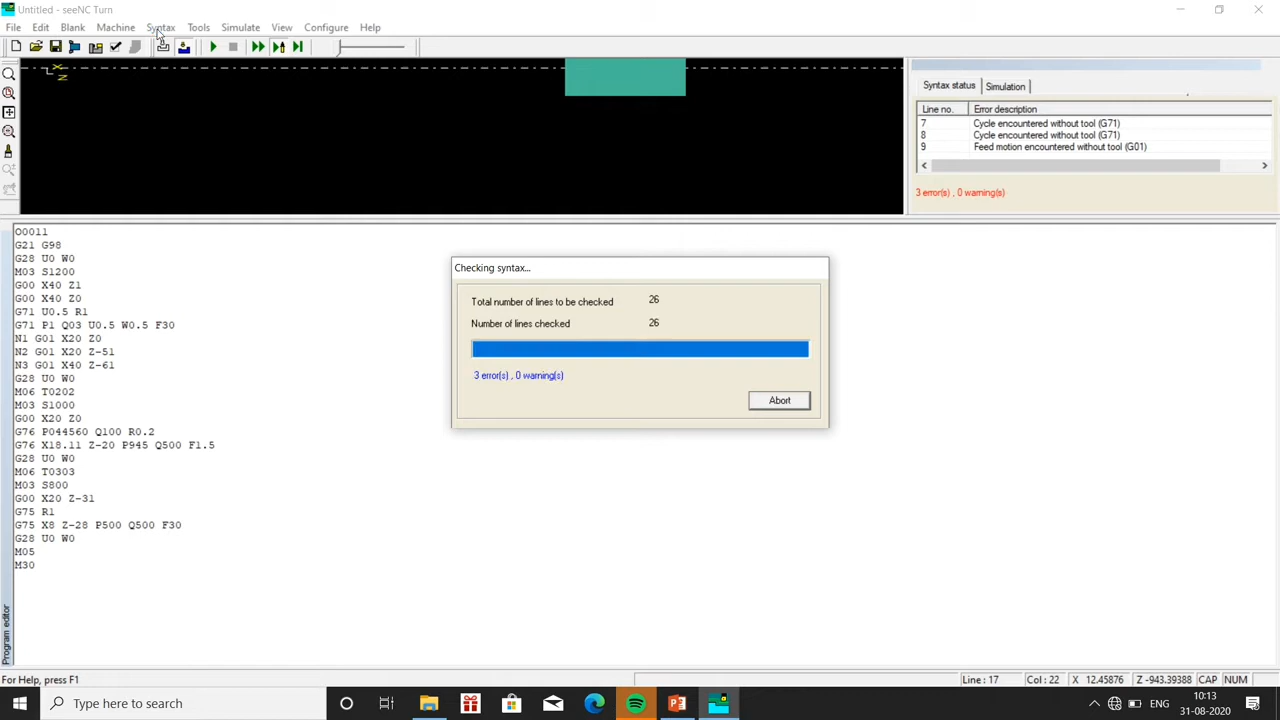 Untitled - seeNC Turn
File Edit Blank Machine Syntax Tools Simulate View Configure Help
X
Z
Syntax status Simulation
Line no. Error description
7 Cycle encountered without tool (G71)
8 Cycle encountered without tool (G71)
9 Feed motion encountered without tool (G01)
3 error(s) , 0 warning(s)
O0011
G21 G98
G28 U0 W0
M03 S1200
G00 X40 Z1
G00 X40 Z0
G71 U0.5 R1
G71 P1 Q03 U0.5 W0.5 F30
N1 G01 X20 Z0
N2 G01 X20 Z-51
N3 G01 X40 Z-61
G28 U0 W0
M06 T0202
M03 S1000
G00 X20 Z0
G76 P044560 Q100 R0.2
G76 X18.11 Z-20 P945 Q500 F1.5
G28 U0 W0
M06 T0303
M03 S800
G00 X20 Z-31
G75 R1
G75 X8 Z-28 P500 Q500 F30
G28 U0 W0
M05
M30
Checking syntax...
Total number of lines to be checked 26
Number of lines checked 26
3 error(s) , 0 warning(s)
Abort
Program editor
For Help, press F1
Line : 17 Col : 22 X 12.45876 Z -943.39388 CAP NUM
Type here to search
ENG
10:13
31-08-2020